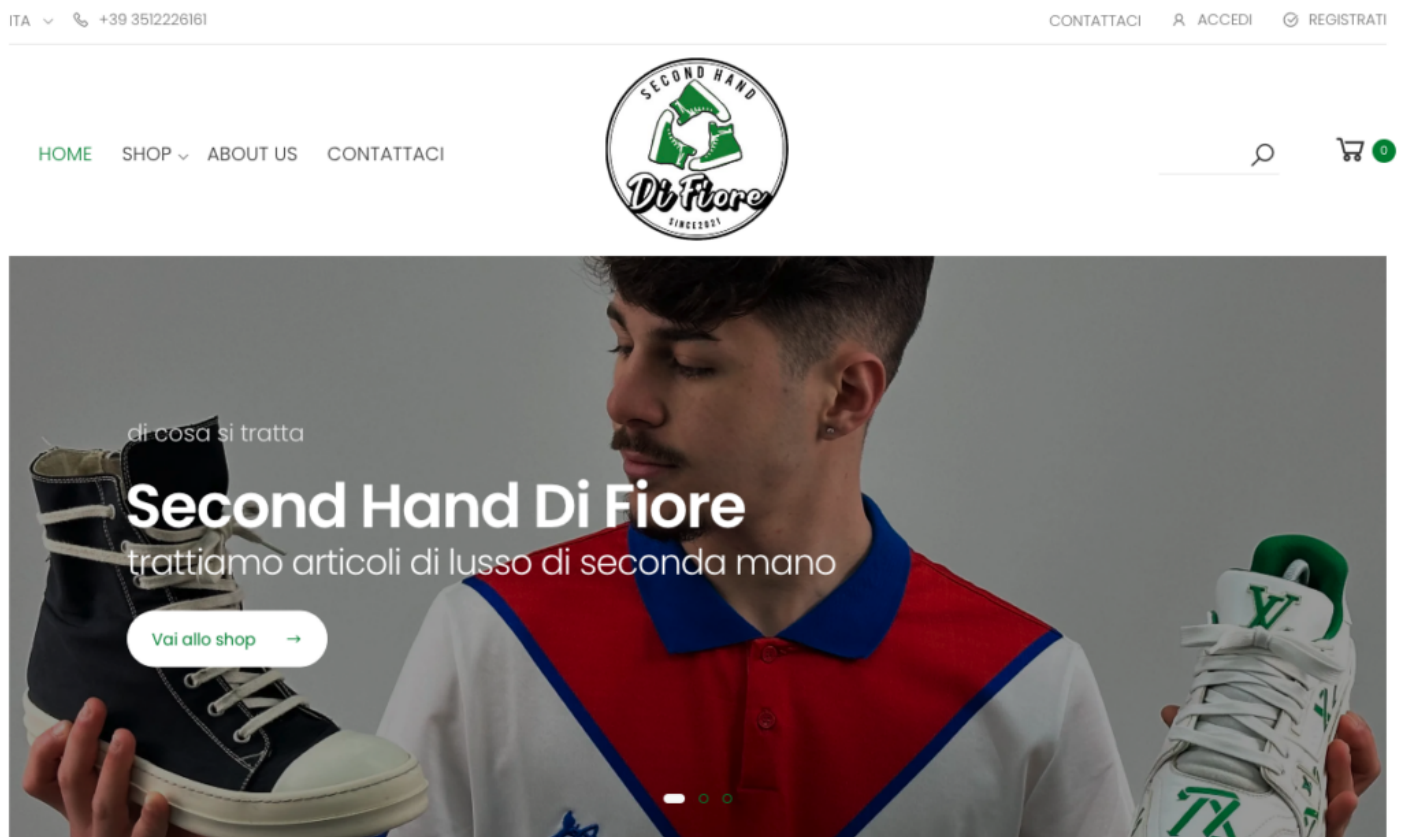 ITA
+39 3512226161
CONTATTACI
ACCEDI
REGISTRATI
HOME
SHOP
ABOUT US
CONTATTACI
SECOND HAND
Di Fiore
SINCE2021
0
di cosa si tratta
Second Hand Di Fiore
trattiamo articoli di lusso di seconda mano
Vai allo shop →
LV